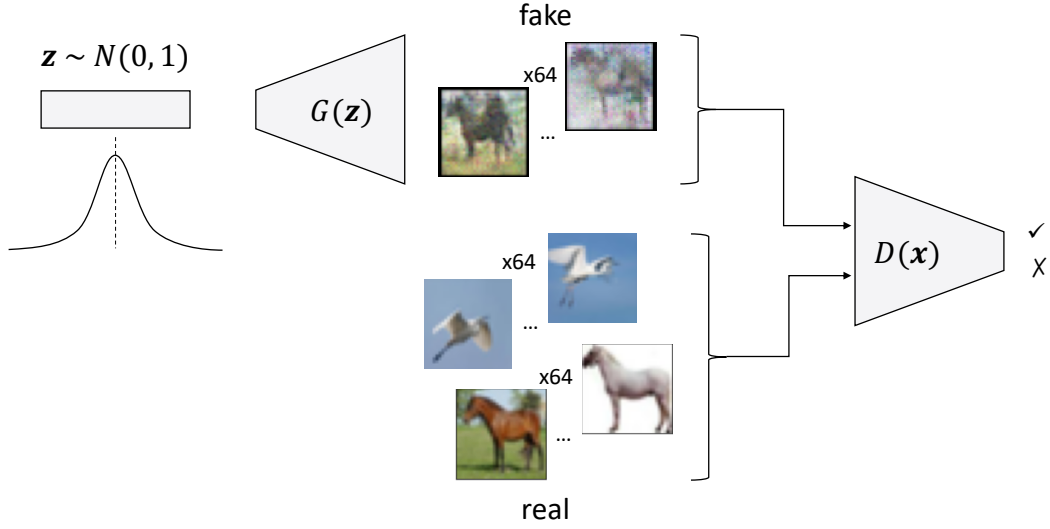 fake
z ~ N(0, 1)
x64
G(z)
...
✓
D(x)
X
x64
...
x64
...
real